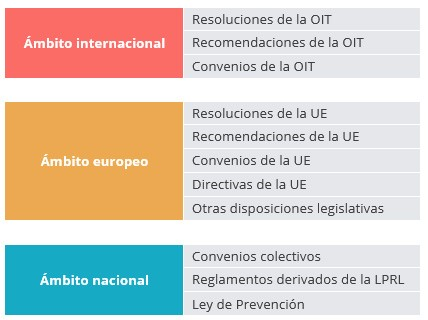 Ámbito internacional
Resoluciones de la OIT
Recomendaciones de la OIT
Convenios de la OIT
Ámbito europeo
Resoluciones de la UE
Recomendaciones de la UE
Convenios de la UE
Directivas de la UE
Otras disposiciones legislativas
Ámbito nacional
Convenios colectivos
Reglamentos derivados de la LPRL
Ley de Prevención